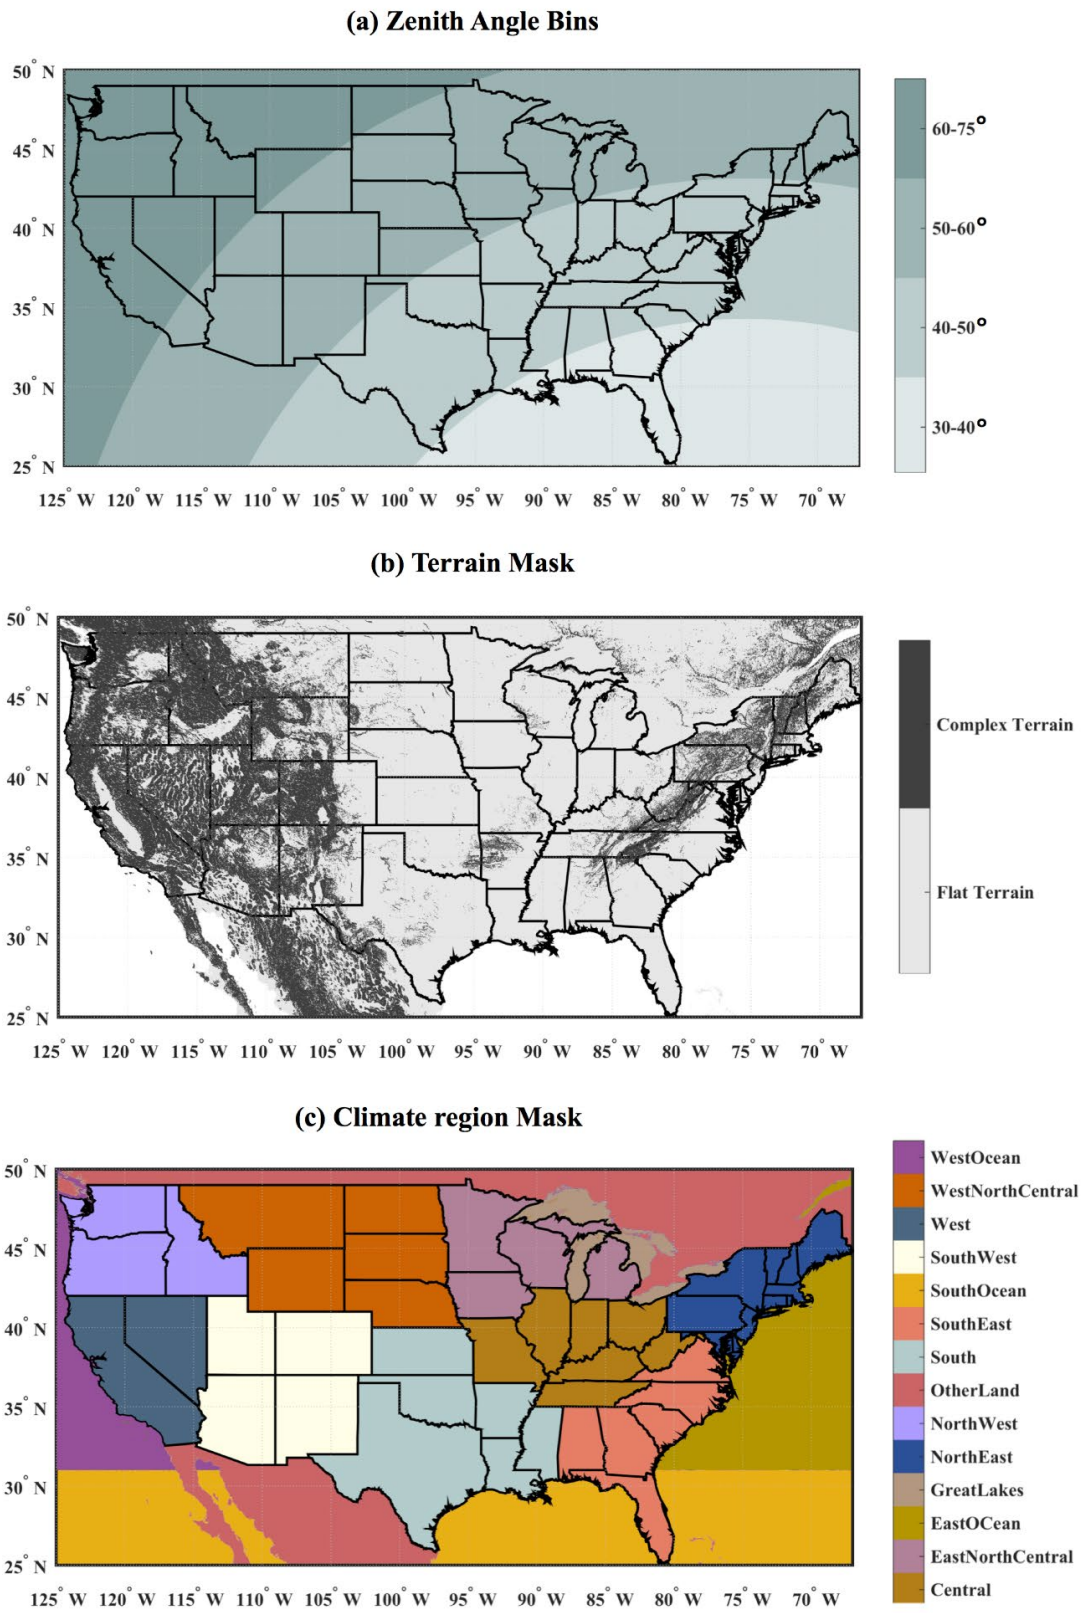 (a) Zenith Angle Bins
50° N
45° N
40° N
35° N
30° N
25° N
125° W 120° W 115° W 110° W 105° W 100° W 95° W 90° W 85° W 80° W 75° W 70° W
60-75°
50-60°
40-50°
30-40°
(b) Terrain Mask
50° N
45° N
40° N
35° N
30° N
25° N
125° W 120° W 115° W 110° W 105° W 100° W 95° W 90° W 85° W 80° W 75° W 70° W
Complex Terrain
Flat Terrain
(c) Climate region Mask
50° N
45° N
40° N
35° N
30° N
25° N
125° W 120° W 115° W 110° W 105° W 100° W 95° W 90° W 85° W 80° W 75° W 70° W
WestOcean
WestNorthCentral
West
SouthWest
SouthOcean
SouthEast
South
OtherLand
NorthWest
NorthEast
GreatLakes
EastOCean
EastNorthCentral
Central